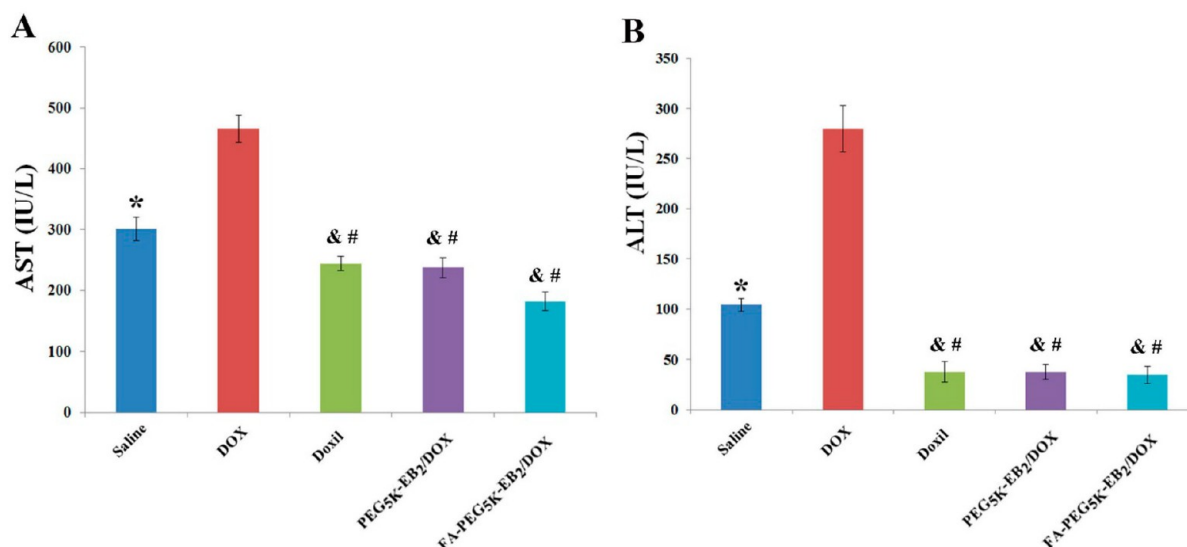 A
AST (IU/L)
600
500
400
300
200
100
0
*
& #
& #
& #
Saline
DOX
Doxil
PEG5K-EB2/DOX
FA-PEG5K-EB2/DOX
B
ALT (IU/L)
350
300
250
200
150
100
50
0
*
& #
& #
& #
Saline
DOX
Doxil
PEG5K-EB2/DOX
FA-PEG5K-EB2/DOX